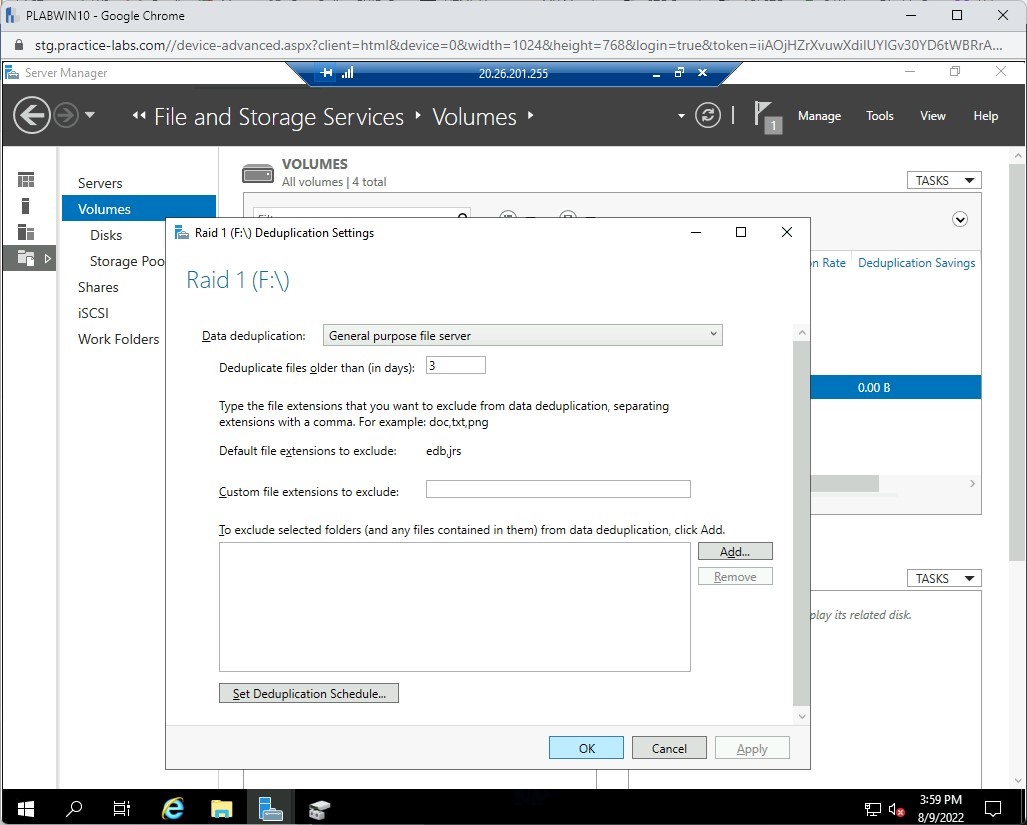 PLABWIN10 - Google Chrome
stg.practice-labs.com//device-advanced.aspx?client=html&device=0&width=1024&height=768&login=true&token=iiAOjHZrXvuwXdiIUYIGv30YD6tWBRrA...
Server Manager
20.26.201.255
File and Storage Services
Volumes
1
Manage
Tools
View
Help
Servers
Volumes
Disks
Storage Poo
Shares
iSCSI
Work Folders
VOLUMES
All volumes | 4 total
TASKS
n Rate
Deduplication Savings
0.00 B
TASKS
play its related disk.
Raid 1 (F:\) Deduplication Settings
Raid 1 (F:\)
Data deduplication:
General purpose file server
Deduplicate files older than (in days):
3
Type the file extensions that you want to exclude from data deduplication, separating
extensions with a comma. For example: doc,txt,png
Default file extensions to exclude:
edb,jrs
Custom file extensions to exclude:
To exclude selected folders (and any files contained in them) from data deduplication, click Add.
Add...
Remove
Set Deduplication Schedule...
OK
Cancel
Apply
3:59 PM
8/9/2022